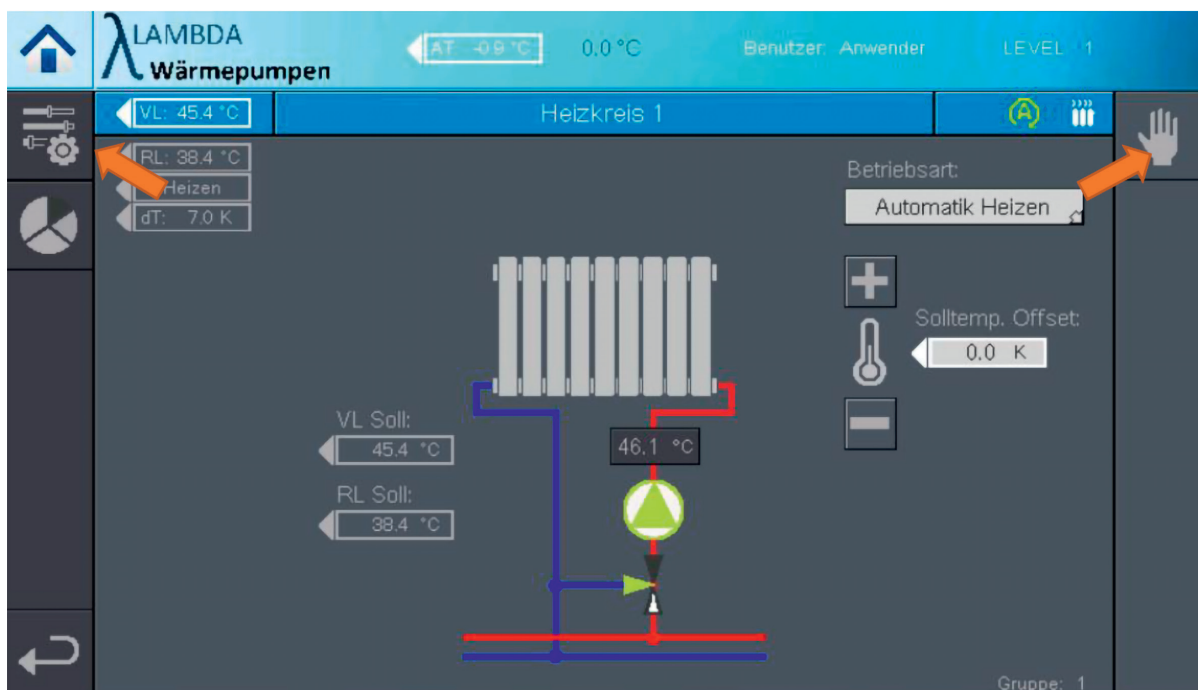 λ LAMBDA
Wärmepumpen
AT -0.9 °C
0.0 °C
Benutzer: Anwender
LEVEL 1
VL: 45.4 °C
Heizkreis 1
A
RL: 38.4 °C
Heizen
dT: 7.0 K
Betriebsart:
Automatik Heizen
Solltemp. Offset:
0.0 K
VL Soll:
45.4 °C
46.1 °C
RL Soll:
38.4 °C
Gruppe: 1